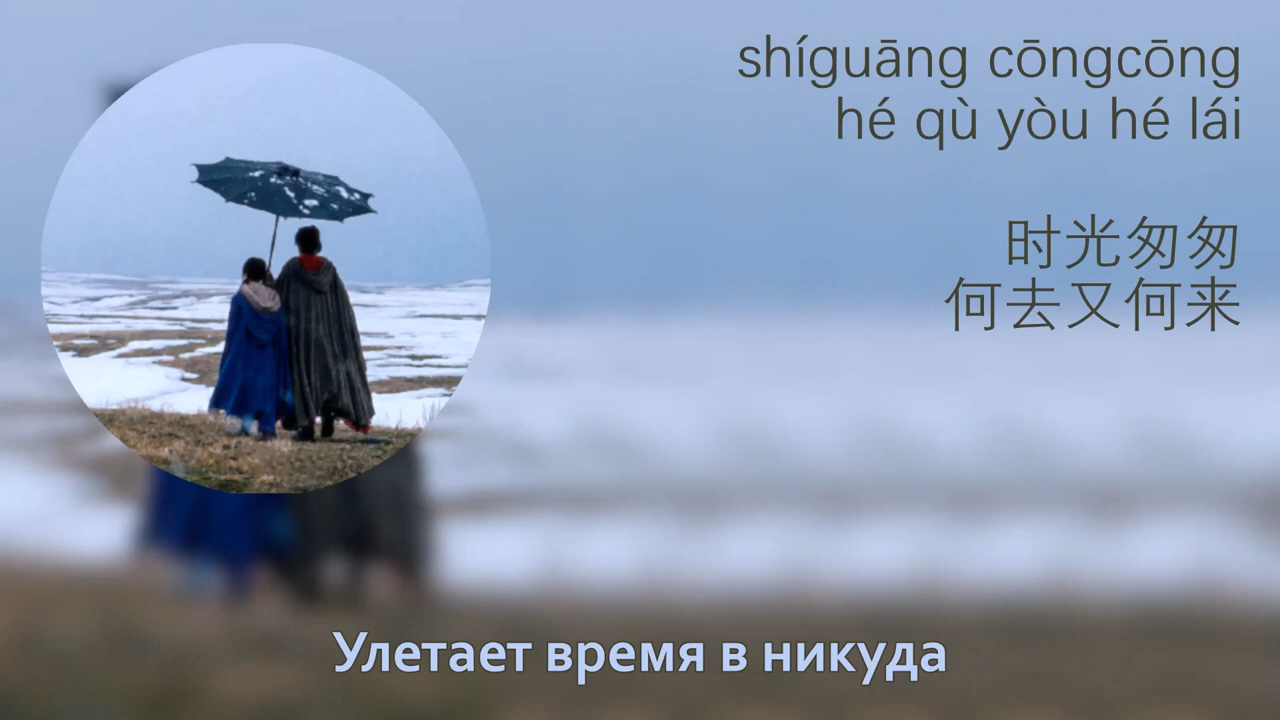 shíguāng cōngcōng
hé qù yòu hé lái
时光匆匆
何去又何来
Улетает время в никуда